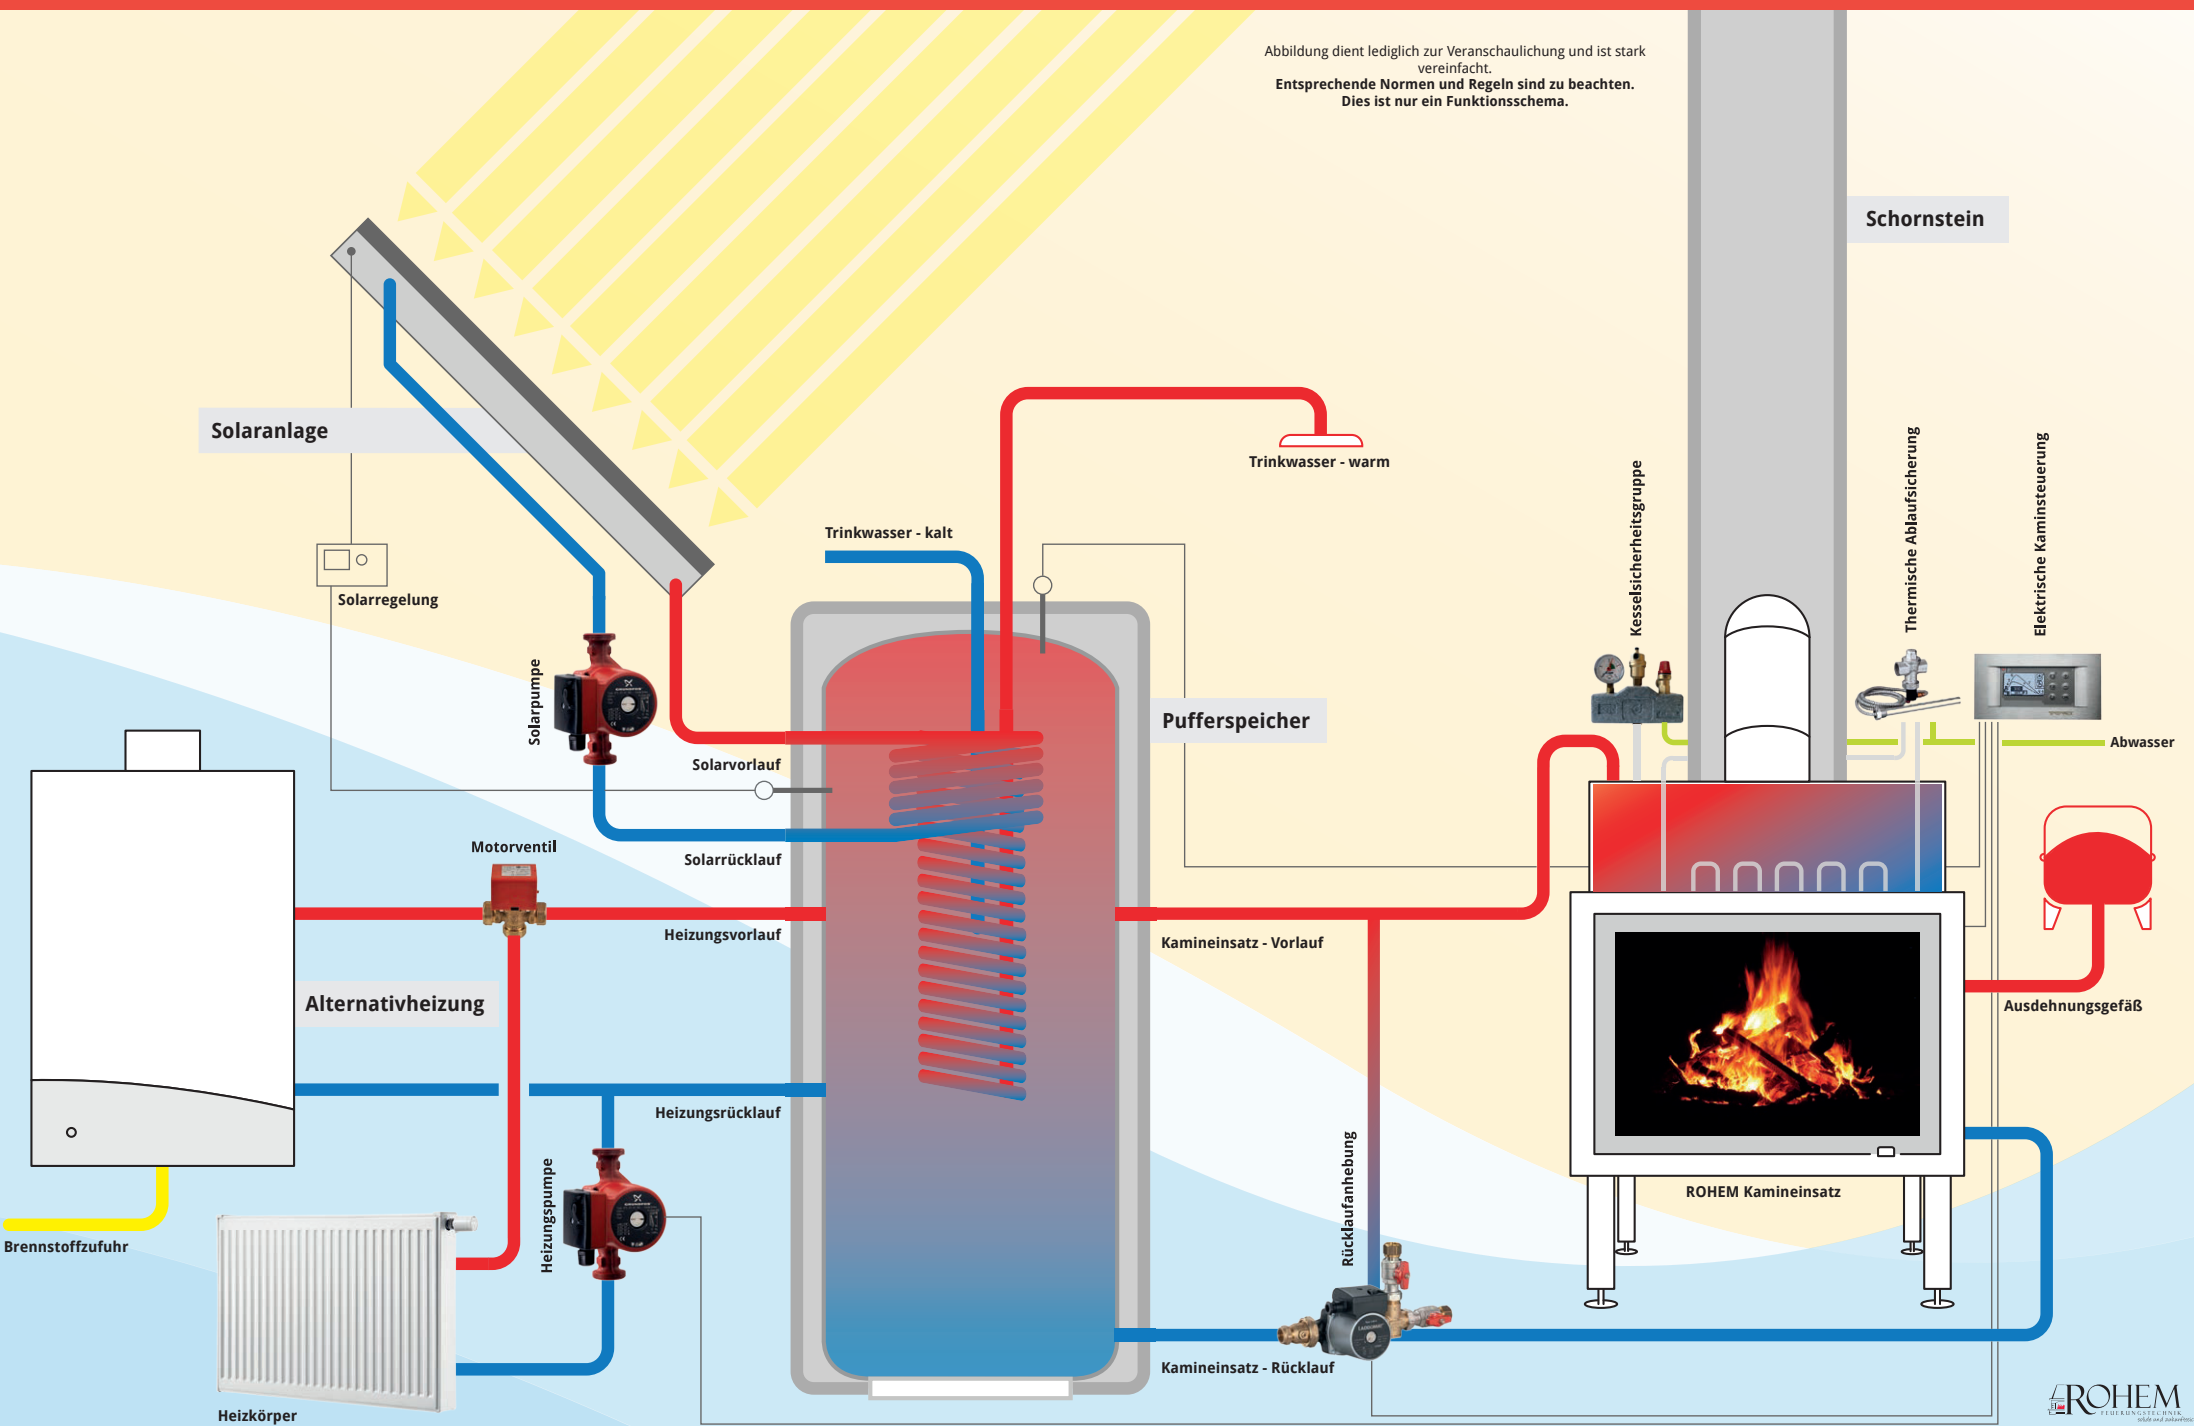 Abbildung dient lediglich zur Veranschaulichung und ist stark
vereinfacht.
Entsprechende Normen und Regeln sind zu beachten.
Dies ist nur ein Funktionsschema.
Schornstein
Solaranlage
Trinkwasser - warm
Kesselsicherheitsgruppe
Thermische Ablaufsicherung
Elektrische Kaminsteuerung
Trinkwasser - kalt
Solarregelung
Solarpumpe
Pufferspeicher
Abwasser
Solarvorlauf
Motorventil
Solarrücklauf
Heizungsvorlauf
Kamineinsatz - Vorlauf
Alternativheizung
Ausdehnungsgefäß
Heizungsrücklauf
Rücklaufanhebung
Heizungspumpe
ROHEM Kamineinsatz
Brennstoffzufuhr
Kamineinsatz - Rücklauf
Heizkörper
ROHEM
FEUERUNGSTECHNIK